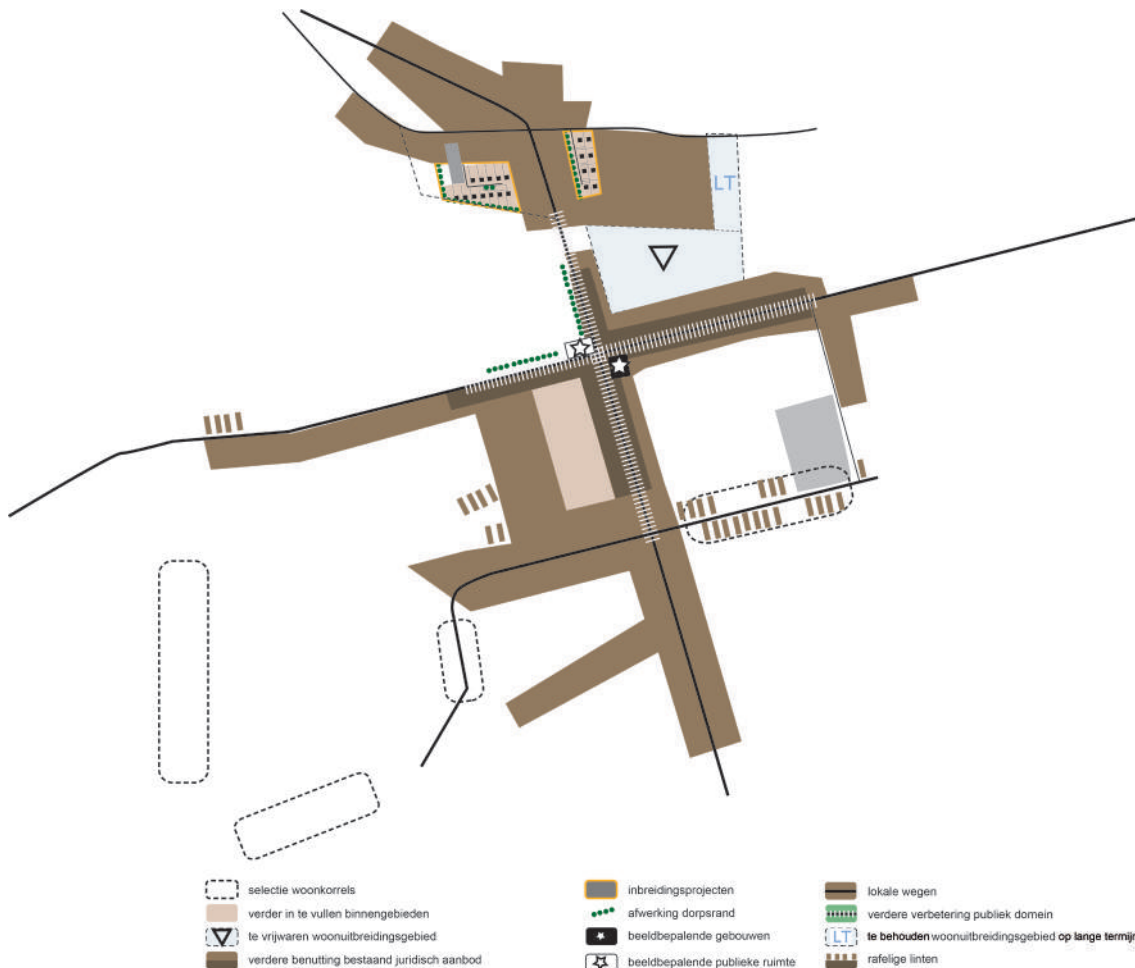 LT
selectie woonkorrels
verder in te vullen binnengebieden
te vrijwaren woonuitbreidingsgebied
verdere benutting bestaand juridisch aanbod
inbreidingsprojecten
afwerking dorpsrand
beeldbepalende gebouwen
beeldbepalende publieke ruimte
lokale wegen
verdere verbetering publiek domein
LT te behouden woonuitbreidingsgebied op lange termijn
rafelige linten